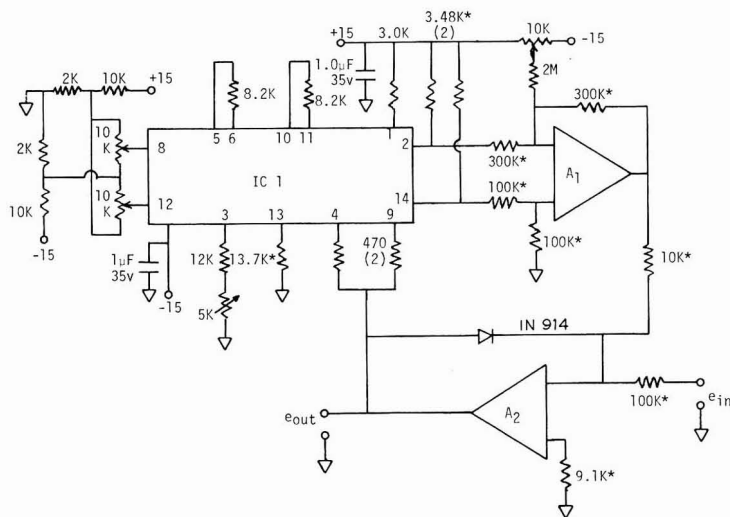 3.48K*
(2)
3.0K
10K
+15
-15
1.0μF
35v
2M
2K
10K
+15
8.2K
8.2K
300K*
5
6
10
11
1
2
10
K
8
2K
300K*
A1
IC 1
10
K
12
14
100K*
10K
3
13
4
9
100K*
10K*
-15
1μF
35v
12K
13.7K*
470
(2)
-15
5K
IN 914
eout
A2
100K*
ein
9.1K*